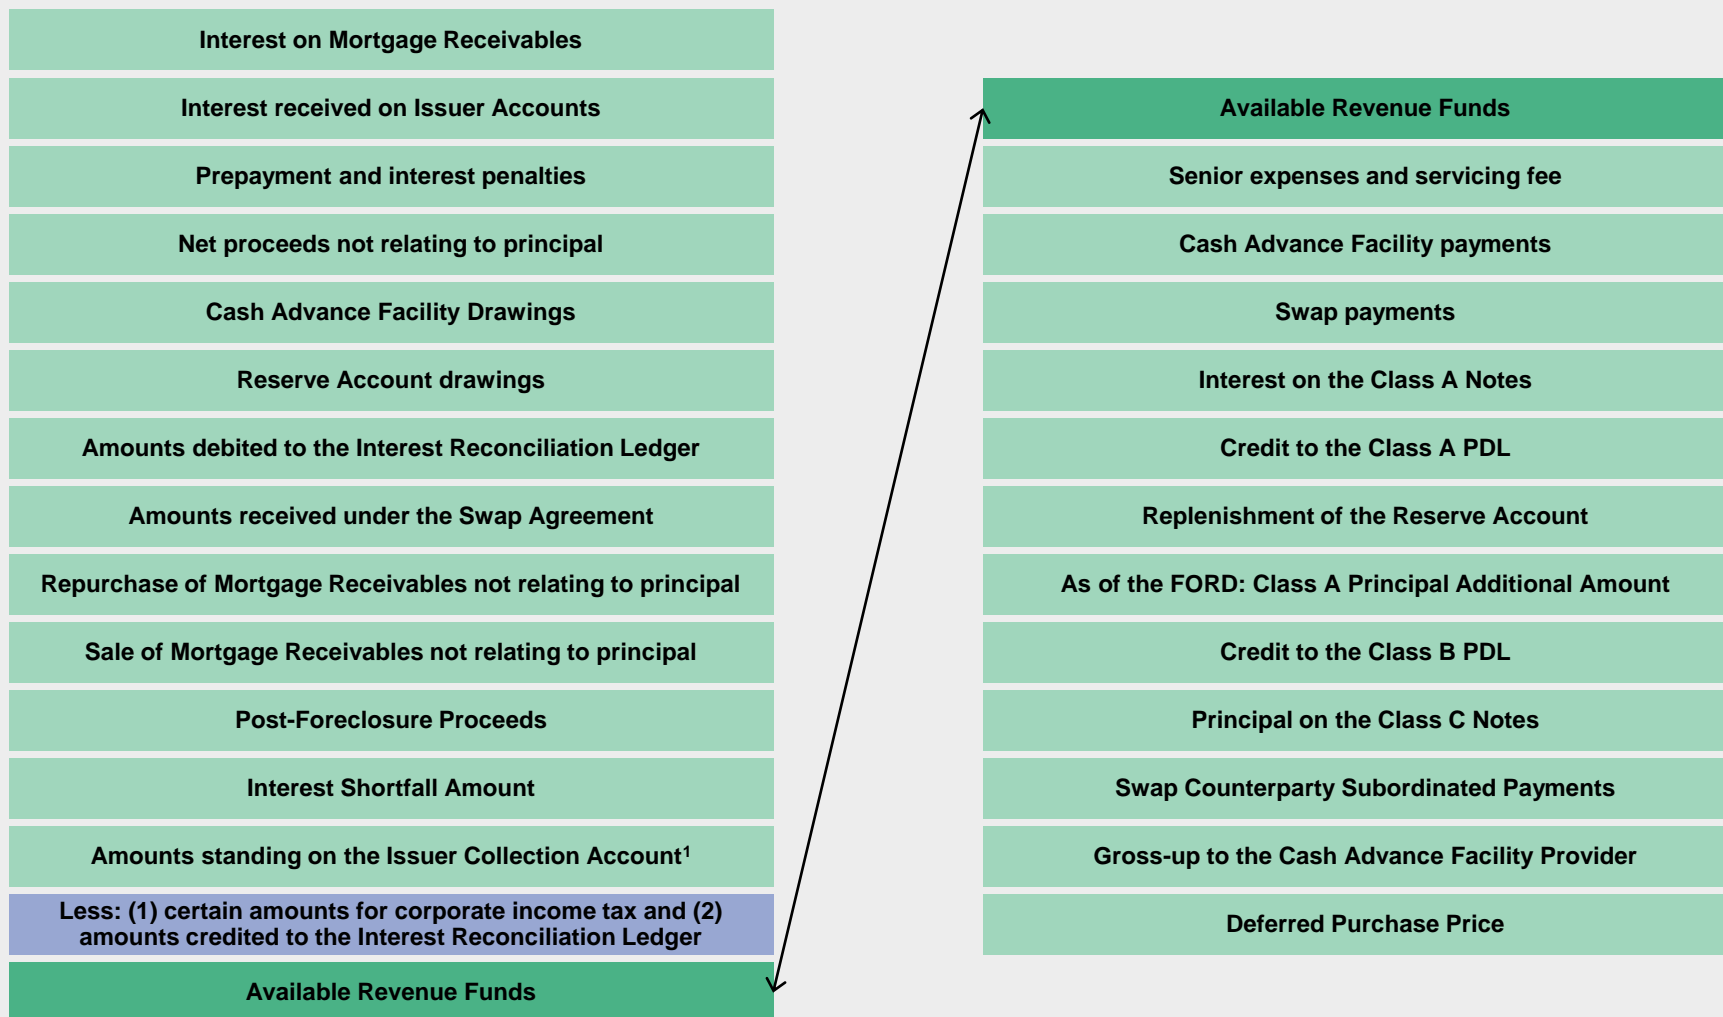 Interest on Mortgage Receivables
Interest received on Issuer Accounts
Prepayment and interest penalties
Net proceeds not relating to principal
Cash Advance Facility Drawings
Reserve Account drawings
Amounts debited to the Interest Reconciliation Ledger
Amounts received under the Swap Agreement
Repurchase of Mortgage Receivables not relating to principal
Sale of Mortgage Receivables not relating to principal
Post-Foreclosure Proceeds
Interest Shortfall Amount
Amounts standing on the Issuer Collection Account¹
Less: (1) certain amounts for corporate income tax and (2)
amounts credited to the Interest Reconciliation Ledger
Available Revenue Funds
Available Revenue Funds
Senior expenses and servicing fee
Cash Advance Facility payments
Swap payments
Interest on the Class A Notes
Credit to the Class A PDL
Replenishment of the Reserve Account
As of the FORD: Class A Principal Additional Amount
Credit to the Class B PDL
Principal on the Class C Notes
Swap Counterparty Subordinated Payments
Gross-up to the Cash Advance Facility Provider
Deferred Purchase Price